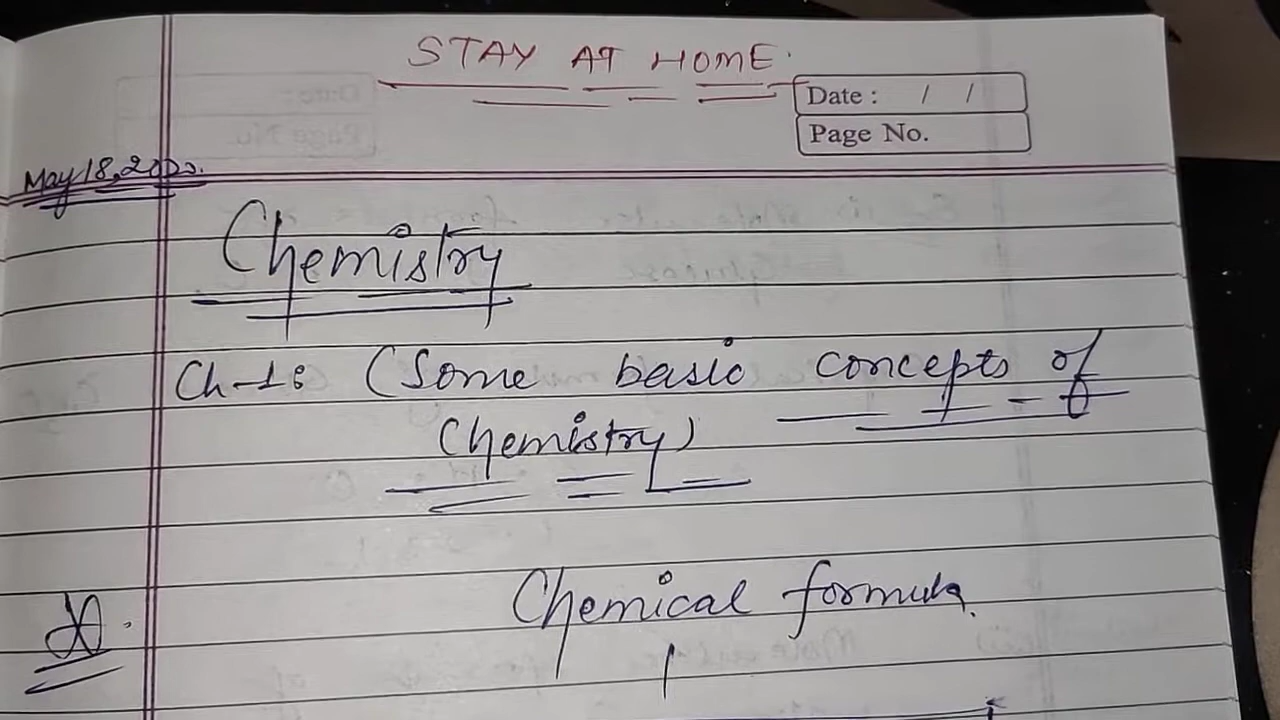 STAY AT HOME.
Date : / /
Page No.
May 18, 2020.
Chemistry
Ch-1: (Some basic concepts of
Chemistry)
Chemical formula.